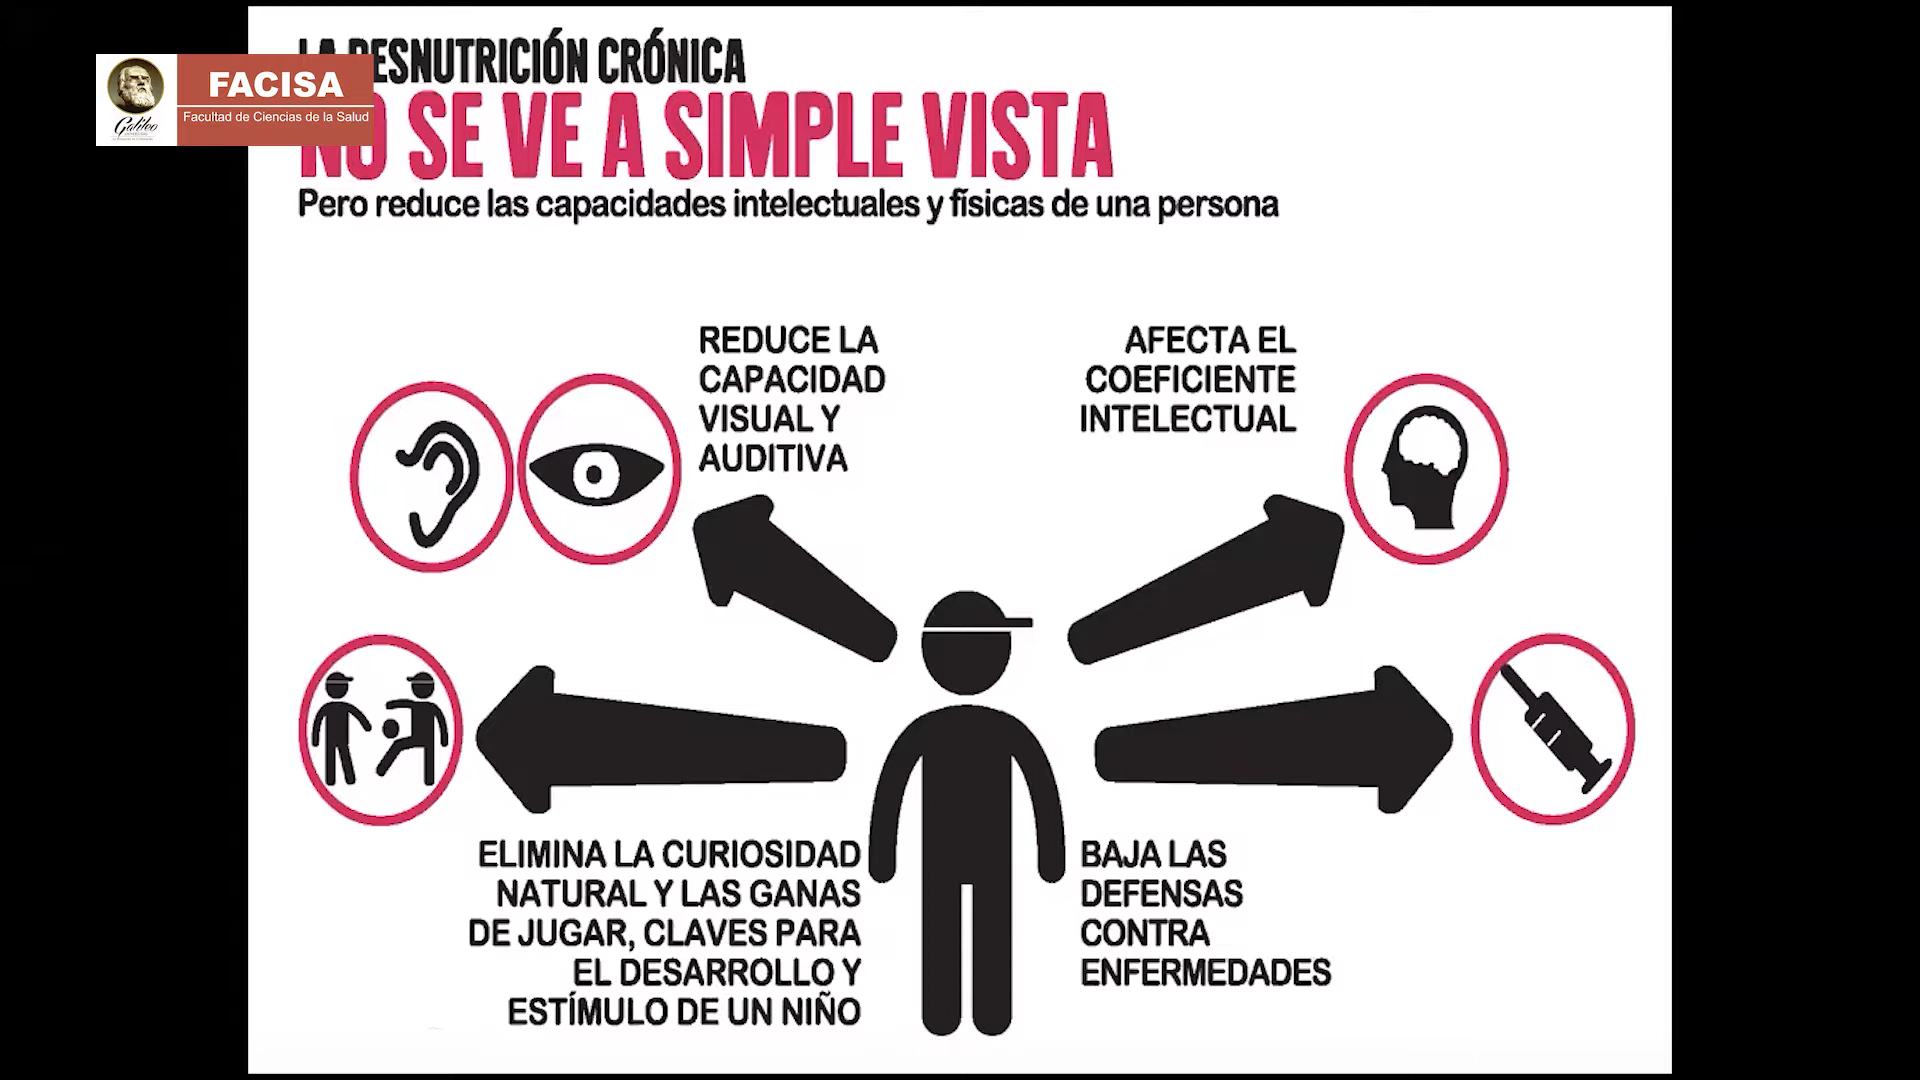 DESNUTRICIÓN CRÓNICA
FACISA
Facultad de Ciencias de la Salud
Galileo
NO SE VE A SIMPLE VISTA
Pero reduce las capacidades intelectuales y físicas de una persona
REDUCE LA
CAPACIDAD
VISUAL Y
AUDITIVA
AFECTA EL
COEFICIENTE
INTELECTUAL
ELIMINA LA CURIOSIDAD
NATURAL Y LAS GANAS
DE JUGAR, CLAVES PARA
EL DESARROLLO Y
ESTÍMULO DE UN NIÑO
BAJA LAS
DEFENSAS
CONTRA
ENFERMEDADES